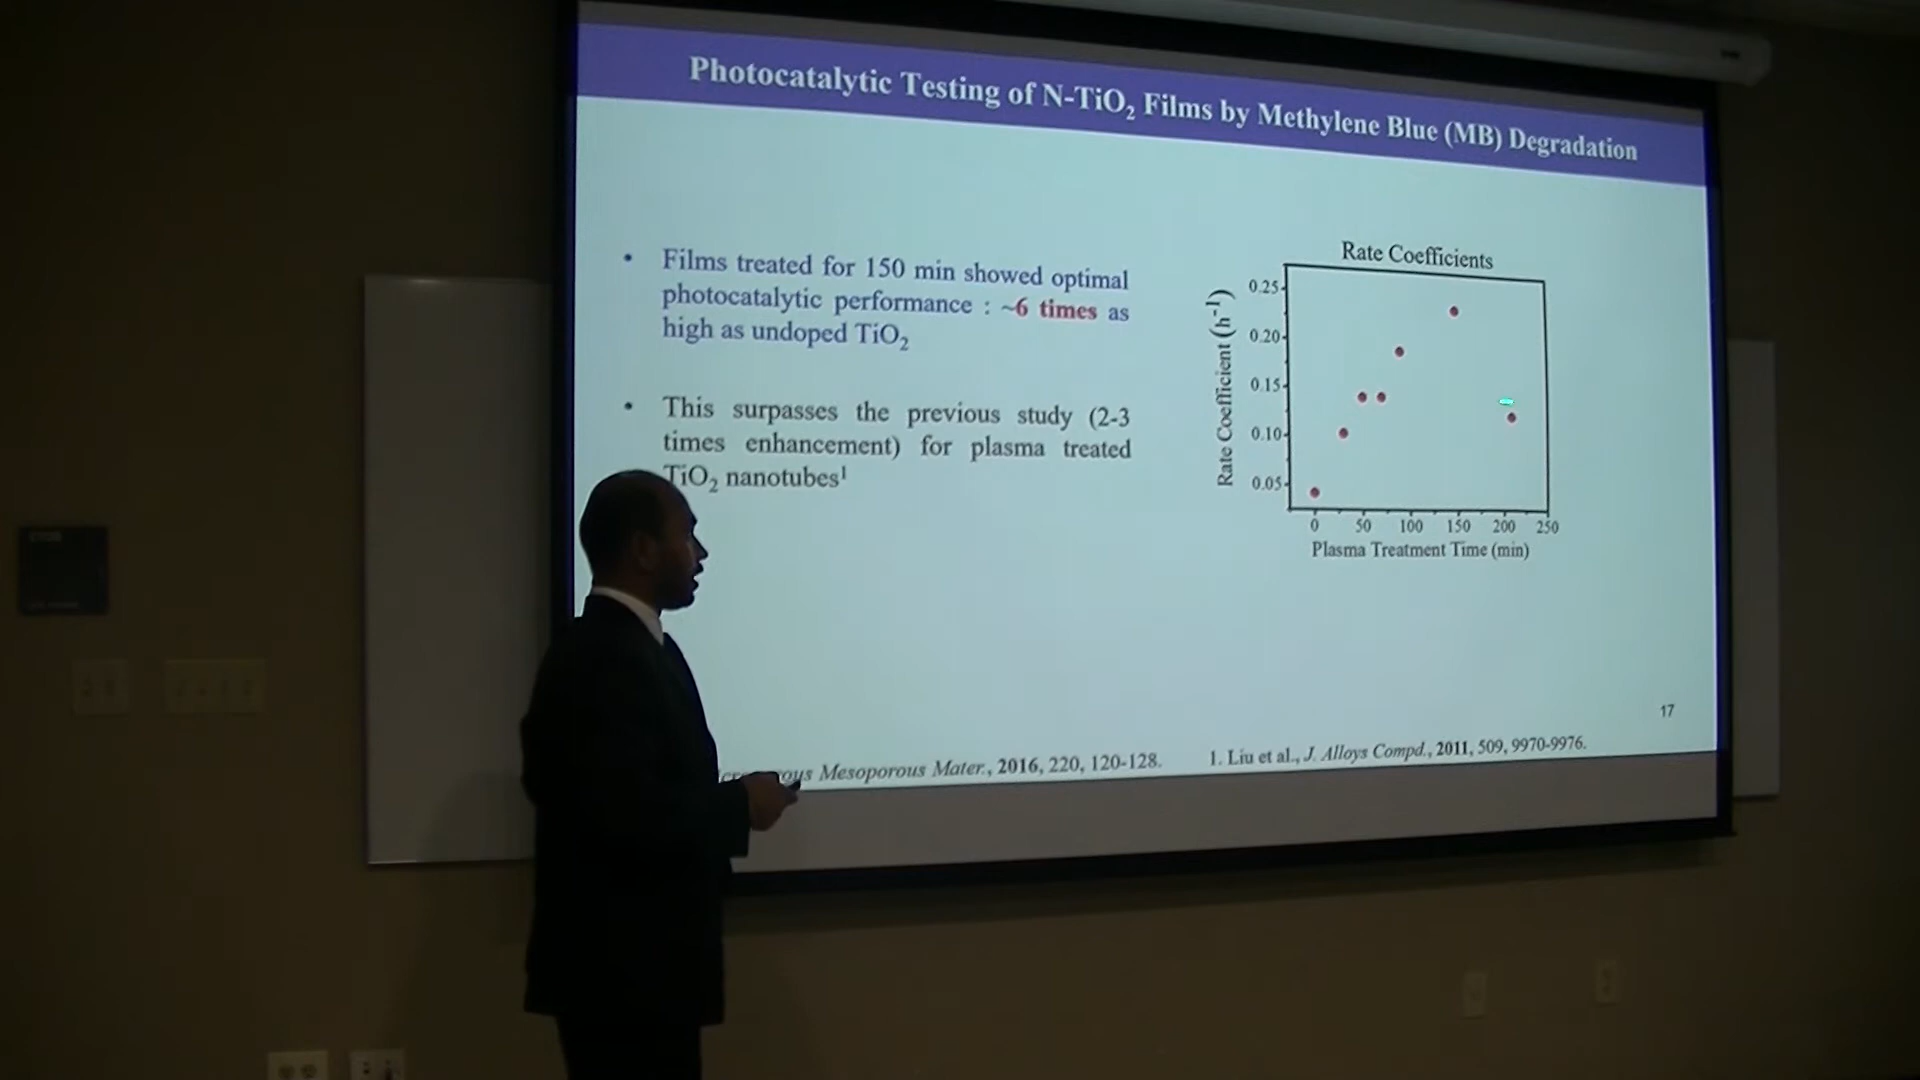 Photocatalytic Testing of N-TiO₂ Films by Methylene Blue (MB) Degradation
• Films treated for 150 min showed optimal
photocatalytic performance : ~6 times as
high as undoped TiO₂
• This surpasses the previous study (2-3
times enhancement) for plasma treated
TiO₂ nanotubes¹
Rate Coefficients
Rate Coefficient (h⁻¹)
0.25
0.20
0.15
0.10
0.05
0 50 100 150 200 250
Plasma Treatment Time (min)
17
Mesoporous Mater., 2016, 220, 120-128.
1. Liu et al., J. Alloys Compd., 2011, 509, 9970-9976.